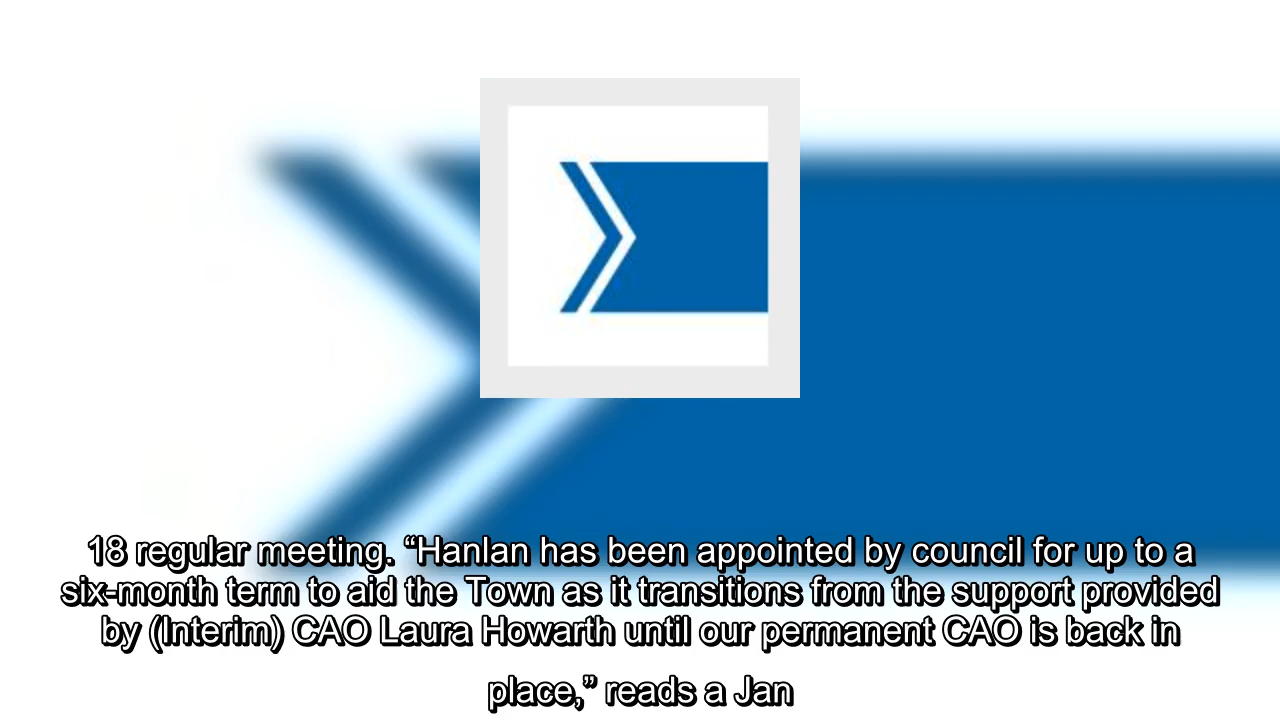 18 regular meeting. “Hanlan has been appointed by council for up to a
six-month term to aid the Town as it transitions from the support provided
by (Interim) CAO Laura Howarth until our permanent CAO is back in
place,” reads a Jan